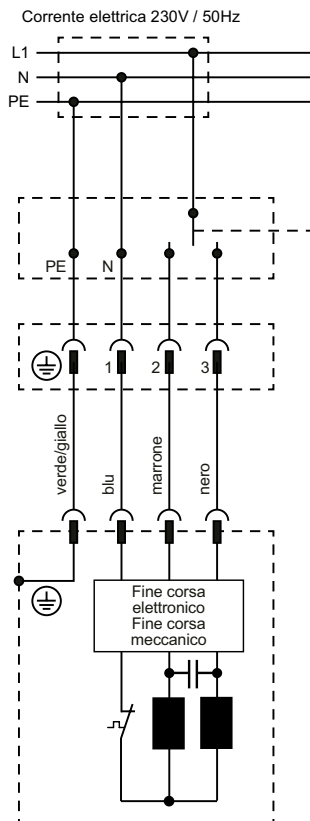 Corrente elettrica 230V / 50Hz
L1
N
PE
PE N
1 2 3
verde/giallo
blu
marrone
nero
Fine corsa
elettronico
Fine corsa
meccanico